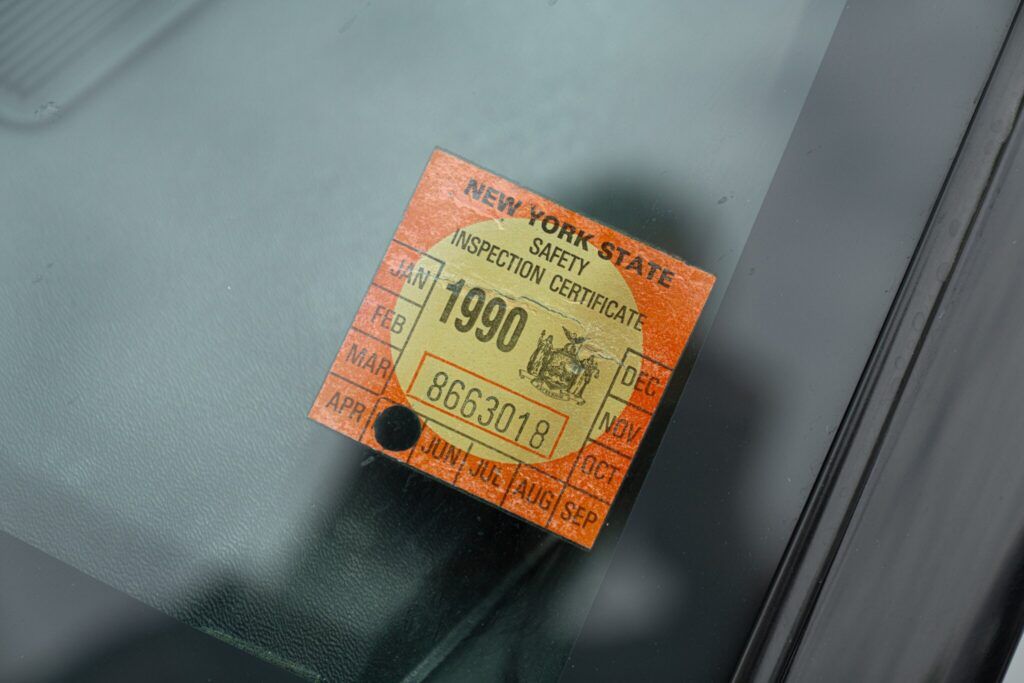 NEW YORK STATE
SAFETY
INSPECTION CERTIFICATE
1990
8663018
JAN
FEB
MAR
APR
JUN
JUL
AUG
SEP
OCT
NOV
DEC